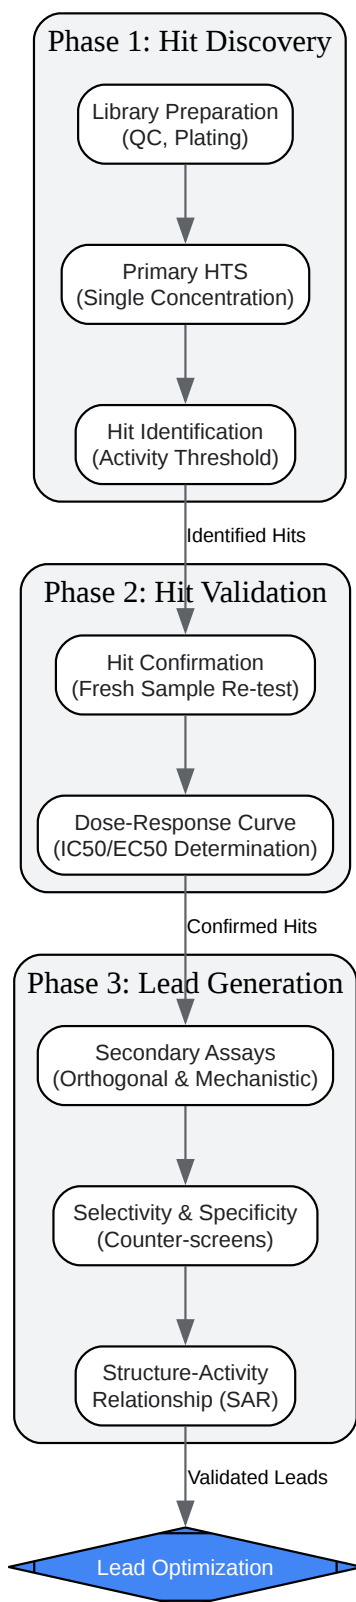 Phase 1: Hit Discovery
Library Preparation
(QC, Plating)
Primary HTS
(Single Concentration)
Hit Identification
(Activity Threshold)
Identified Hits
Phase 2: Hit Validation
Hit Confirmation
(Fresh Sample Re-test)
Dose-Response Curve
(IC50/EC50 Determination)
Confirmed Hits
Phase 3: Lead Generation
Secondary Assays
(Orthogonal & Mechanistic)
Selectivity & Specificity
(Counter-screens)
Structure-Activity
Relationship (SAR)
Validated Leads
Lead Optimization